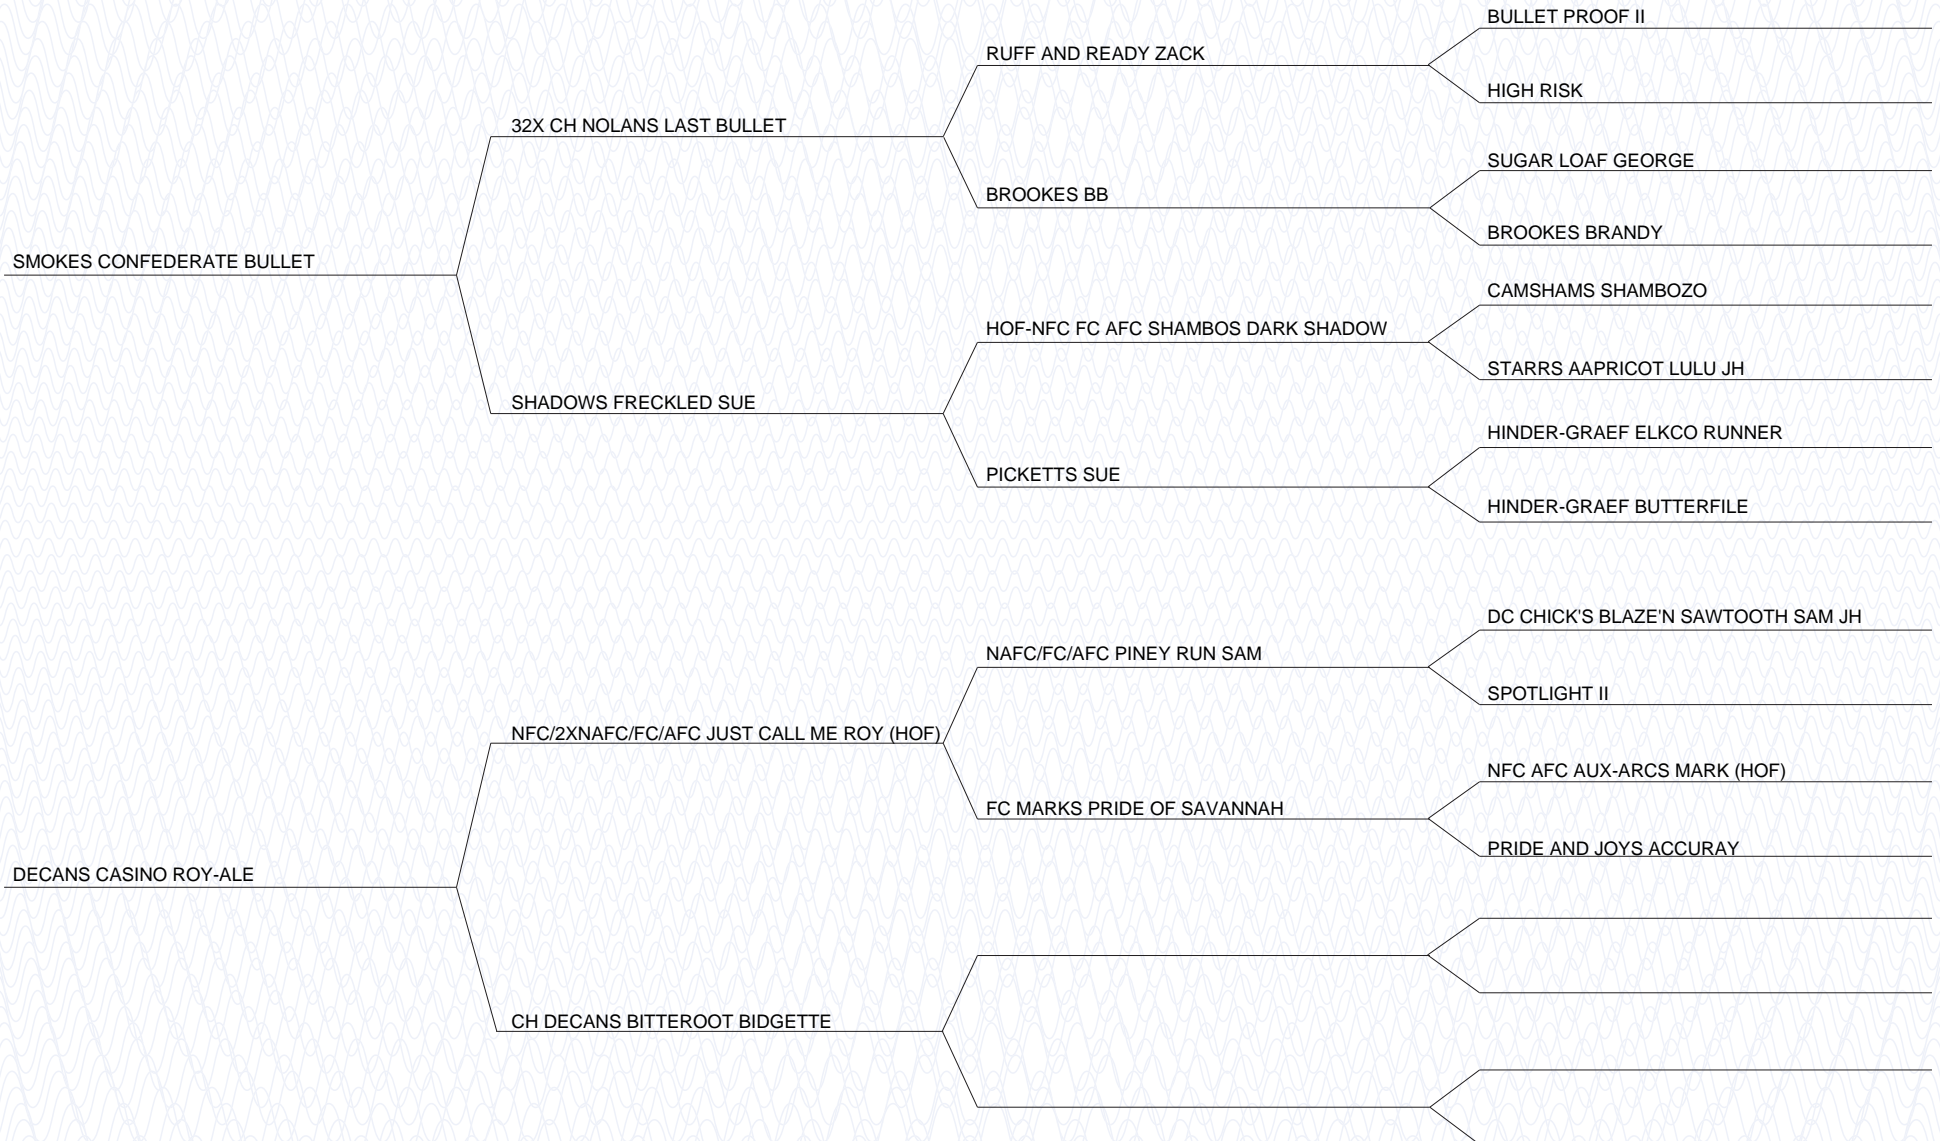 BULLET PROOF II
RUFF AND READY ZACK
HIGH RISK
32X CH NOLANS LAST BULLET
SUGAR LOAF GEORGE
BROOKES BB
BROOKES BRANDY
SMOKES CONFEDERATE BULLET
CAMSHAMS SHAMBOZO
HOF-NFC FC AFC SHAMBOS DARK SHADOW
STARRS AAPRICOT LULU JH
SHADOWS FRECKLED SUE
HINDER-GRAEF ELKCO RUNNER
PICKETTS SUE
HINDER-GRAEF BUTTERFILE
DC CHICK'S BLAZE'N SAWTOOTH SAM JH
NAFC/FC/AFC PINEY RUN SAM
SPOTLIGHT II
NFC/2XNAFC/FC/AFC JUST CALL ME ROY (HOF)
NFC AFC AUX-ARCS MARK (HOF)
FC MARKS PRIDE OF SAVANNAH
PRIDE AND JOYS ACCURAY
DECANS CASINO ROY-ALE
CH DECANS BITTEROOT BIDGETTE